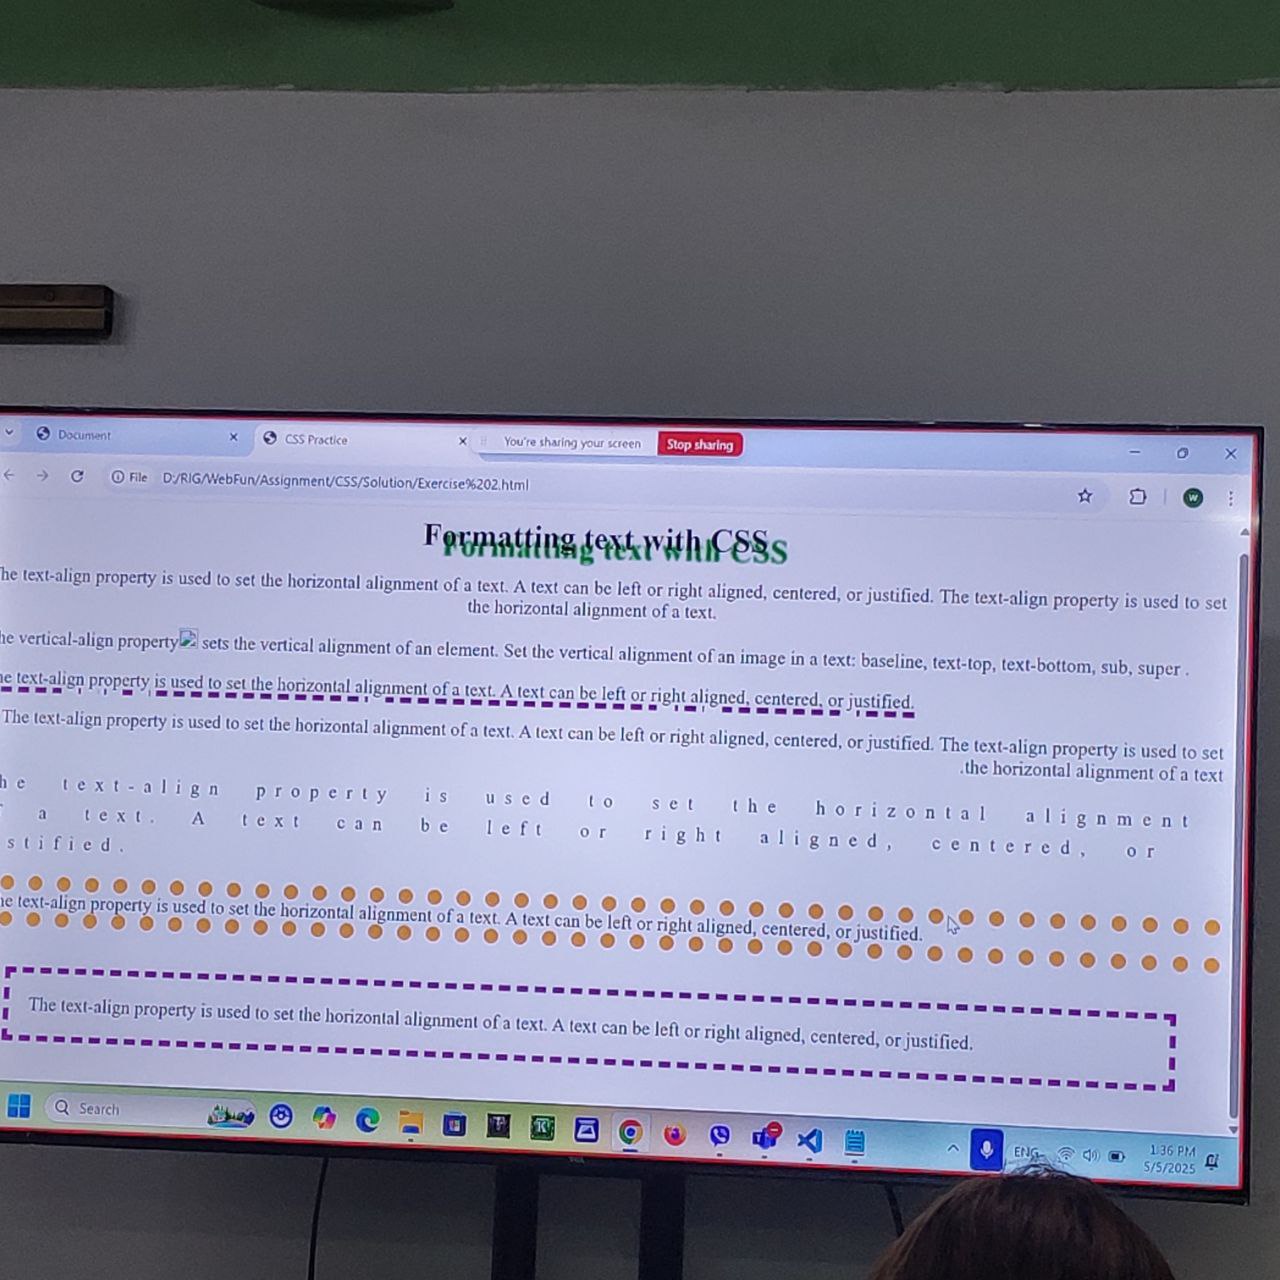 Document
CSS Practice
You're sharing your screen
Stop sharing
File D:/RIG/WebFun/Assignment/CSS/Solution/Exercise%202.html
W
Formatting text with CSS
Formatting text with CSS
he text-align property is used to set the horizontal alignment of a text. A text can be left or right aligned, centered, or justified. The text-align property is used to set
the horizontal alignment of a text.
he vertical-align property sets the vertical alignment of an element. Set the vertical alignment of an image in a text: baseline, text-top, text-bottom, sub, super .
he text-align property is used to set the horizontal alignment of a text. A text can be left or right aligned, centered, or justified.
The text-align property is used to set the horizontal alignment of a text. A text can be left or right aligned, centered, or justified. The text-align property is used to set
.the horizontal alignment of a text
he text-align property is used to set the horizontal alignment
a text. A text can be left or right aligned, centered, or
stified.
he text-align property is used to set the horizontal alignment of a text. A text can be left or right aligned, centered, or justified.
The text-align property is used to set the horizontal alignment of a text. A text can be left or right aligned, centered, or justified.
Search
ENG
1:36 PM
5/5/2025